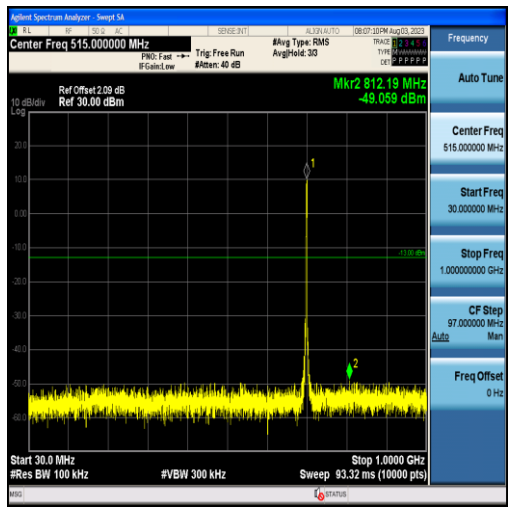 Agilent Spectrum Analyzer - Swept SA
RL RF 50 Ω AC SENSE:INT ALIGN AUTO 08:07:10 PM Aug 03, 2023
Center Freq 515.000000 MHz
PNO: Fast
IFGain:Low
Trig: Free Run
#Atten: 40 dB
#Avg Type: RMS
Avg|Hold: 3/3
TRACE 1 2 3 4 5 6
TYPE
DET P P P P P P
Ref Offset 2.09 dB
10 dB/div Ref 30.00 dBm
Log
Mkr2 812.19 MHz
-49.059 dBm
20.0
10.0
0.00
-10.0
-20.0
-30.0
-40.0
-50.0
-60.0
1
-13.00 dBm
2
Start 30.0 MHz Stop 1.0000 GHz
#Res BW 100 kHz #VBW 300 kHz Sweep 93.32 ms (10000 pts)
MSG STATUS
Frequency
Auto Tune
Center Freq
515.000000 MHz
Start Freq
30.000000 MHz
Stop Freq
1.000000000 GHz
CF Step
97.000000 MHz
Auto Man
Freq Offset
0 Hz